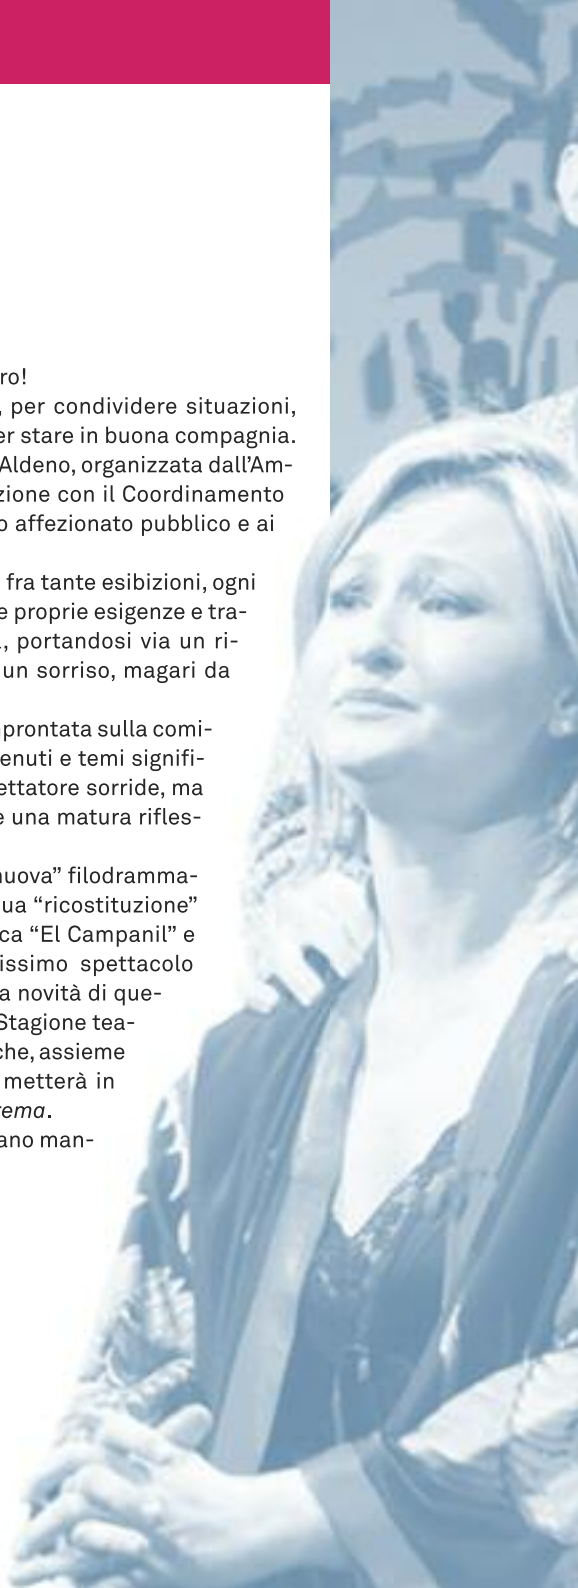 ro!
, per condividere situazioni,
er stare in buona compagnia.
Aldeno, organizzata dall’Am-
zione con il Coordinamento
o affezionato pubblico e ai
fra tante esibizioni, ogni
e proprie esigenze e tra-
., portandosi via un ri-
un sorriso, magari da
prontata sulla comi-
enuti e temi signifi-
ettatore sorride, ma
e una matura rifles-
nuova” filodramma-
ua “ricostituzione”
ca “El Campanil” e
issimo spettacolo
a novità di que-
Stagione tea-
che, assieme
metterà in
rema.
ano man-